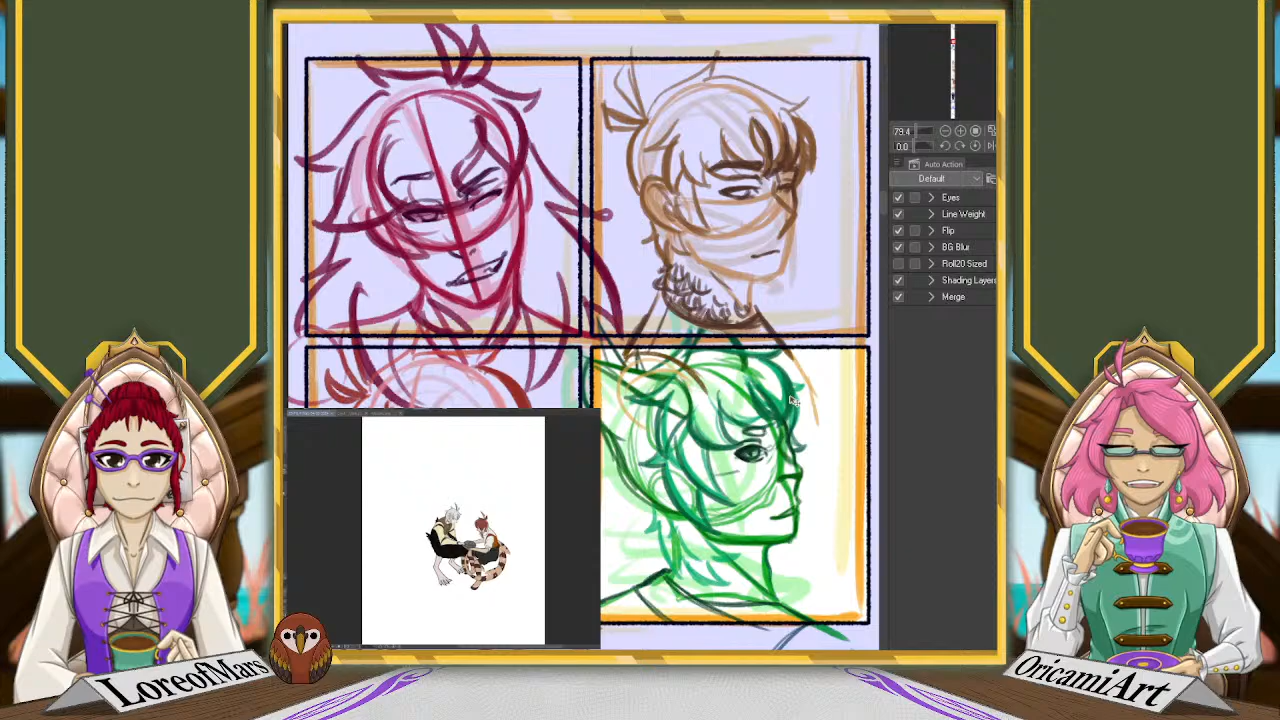 79.4
0.0
Auto Action
Default
Eyes
Line Weight
Flip
BG Blur
Roll20 Sized
Shading Layers
Merge
LoreofMars
OricamiArt